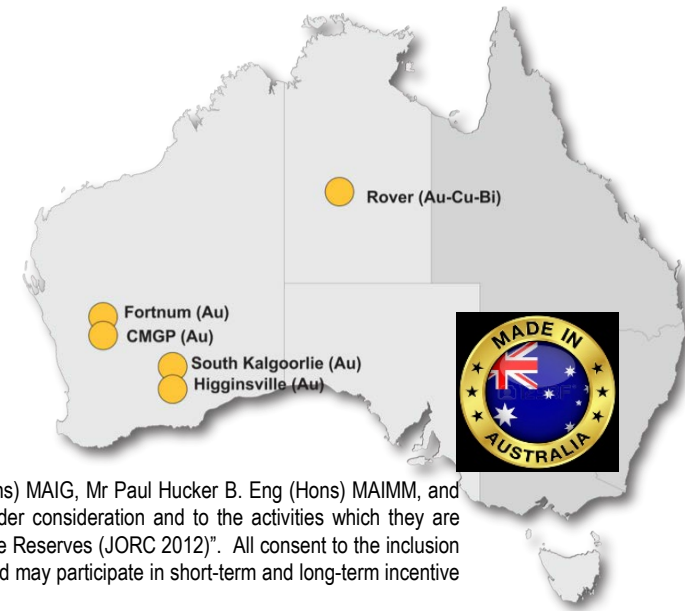 Rover (Au-Cu-Bi)
Fortnum (Au)
CMGP (Au)
South Kalgoorlie (Au)
Higginsville (Au)
MADE IN
AUSTRALIA
ns) MAIG, Mr Paul Hucker B. Eng (Hons) MAIMM, and
der consideration and to the activities which they are
e Reserves (JORC 2012)”. All consent to the inclusion
d may participate in short-term and long-term incentive